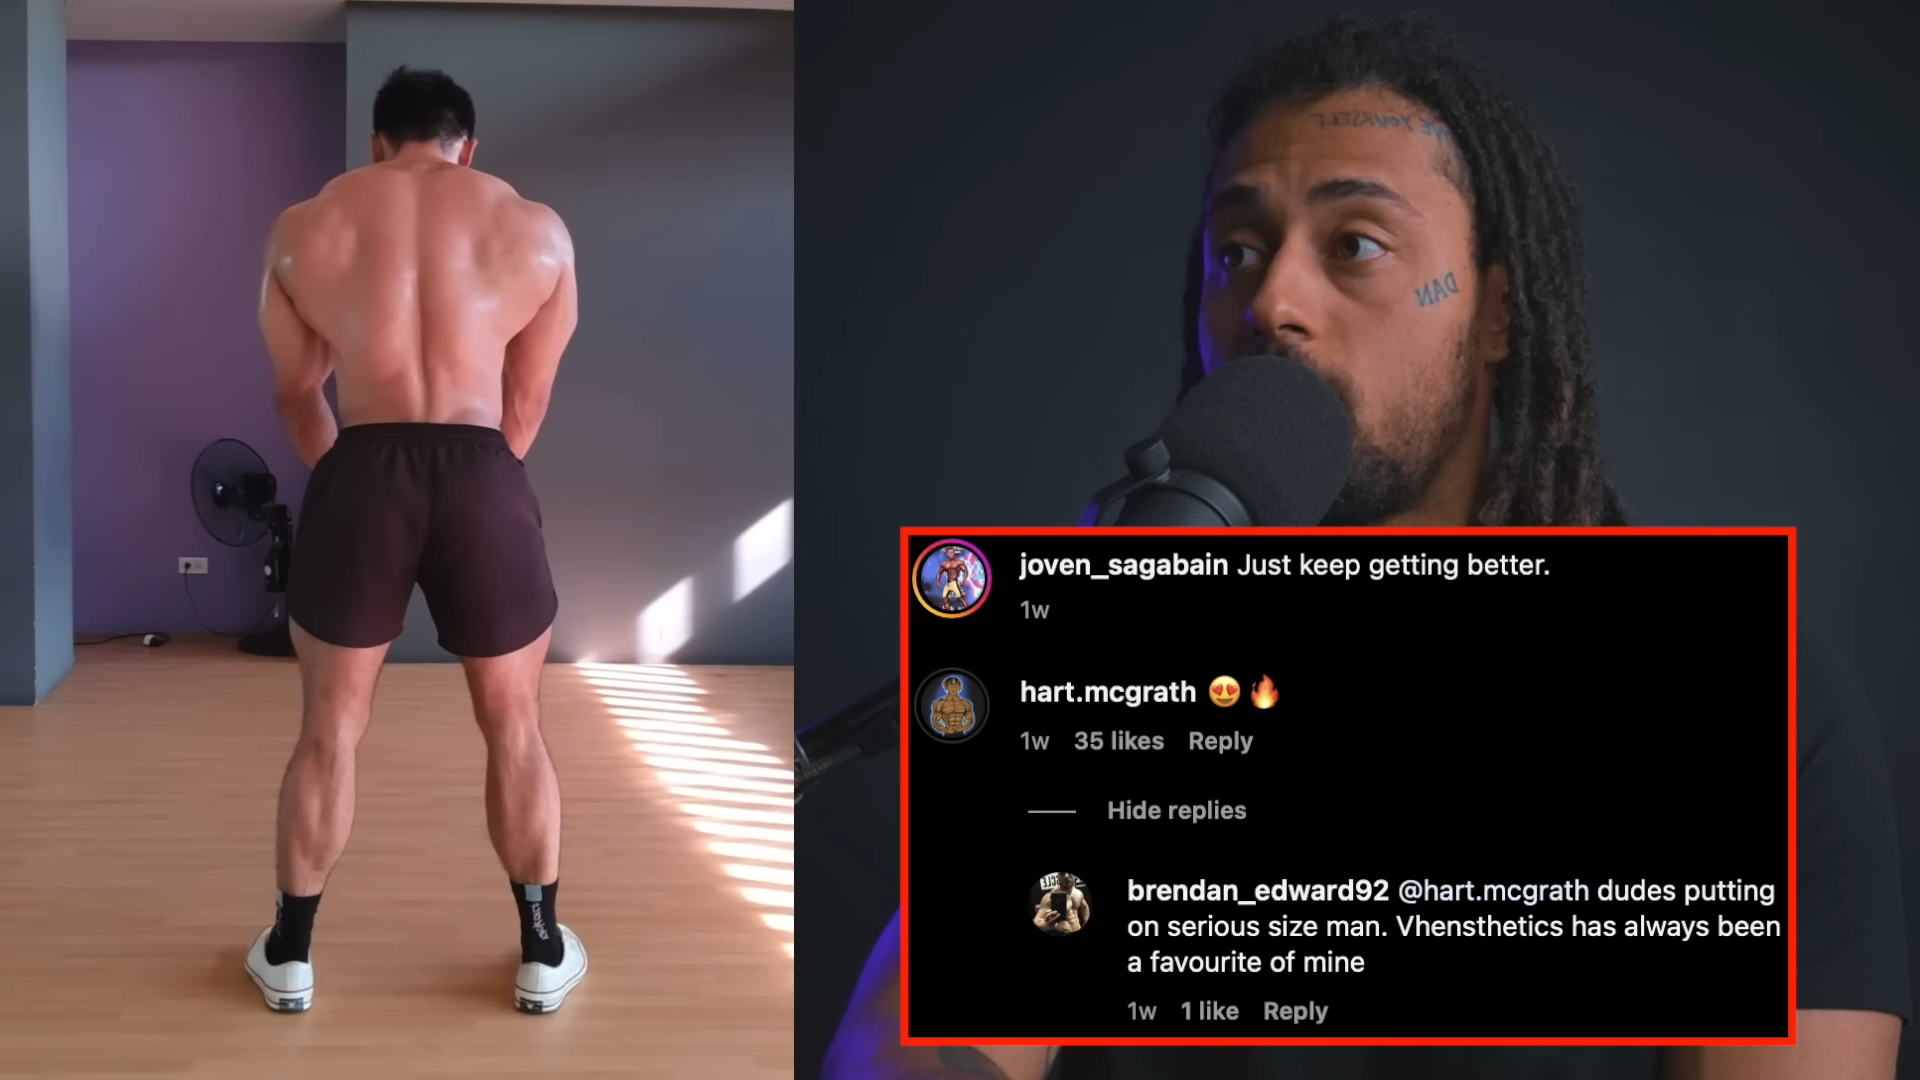 DAN
joven_sagabain Just keep getting better.
1w
hart.mcgrath 😍🔥
1w 35 likes Reply
Hide replies
brendan_edward92 @hart.mcgrath dudes putting
on serious size man. Vhensthetics has always been
a favourite of mine
1w 1 like Reply